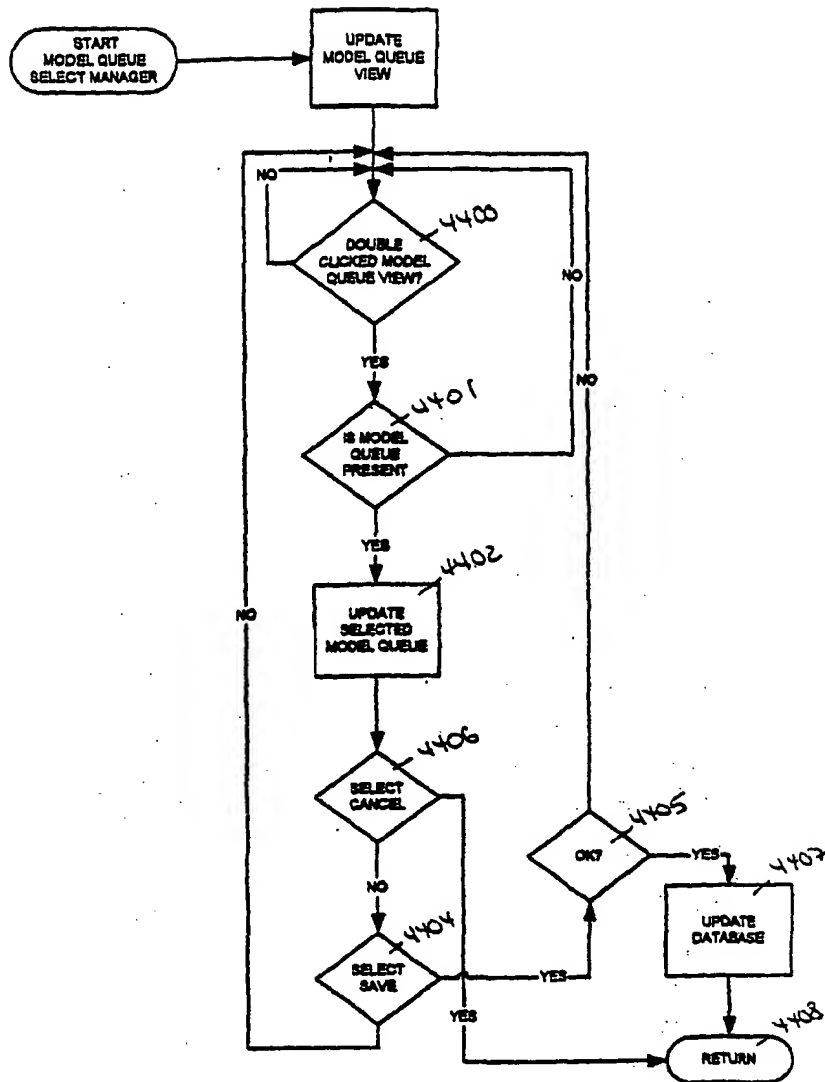 START
MODEL QUEUE
SELECT MANAGER
UPDATE
MODEL QUEUE
VIEW
NO
4400
DOUBLE
CLICKED MODEL
QUEUE VIEW?
NO
NO
YES
4401
IS MODEL
QUEUE
PRESENT
YES
4402
UPDATE
SELECTED
MODEL QUEUE
NO
4406
SELECT
CANCEL
4405
OK?
YES
4407
UPDATE
DATABASE
NO
4404
SELECT
SAVE
YES
YES
4408
RETURN